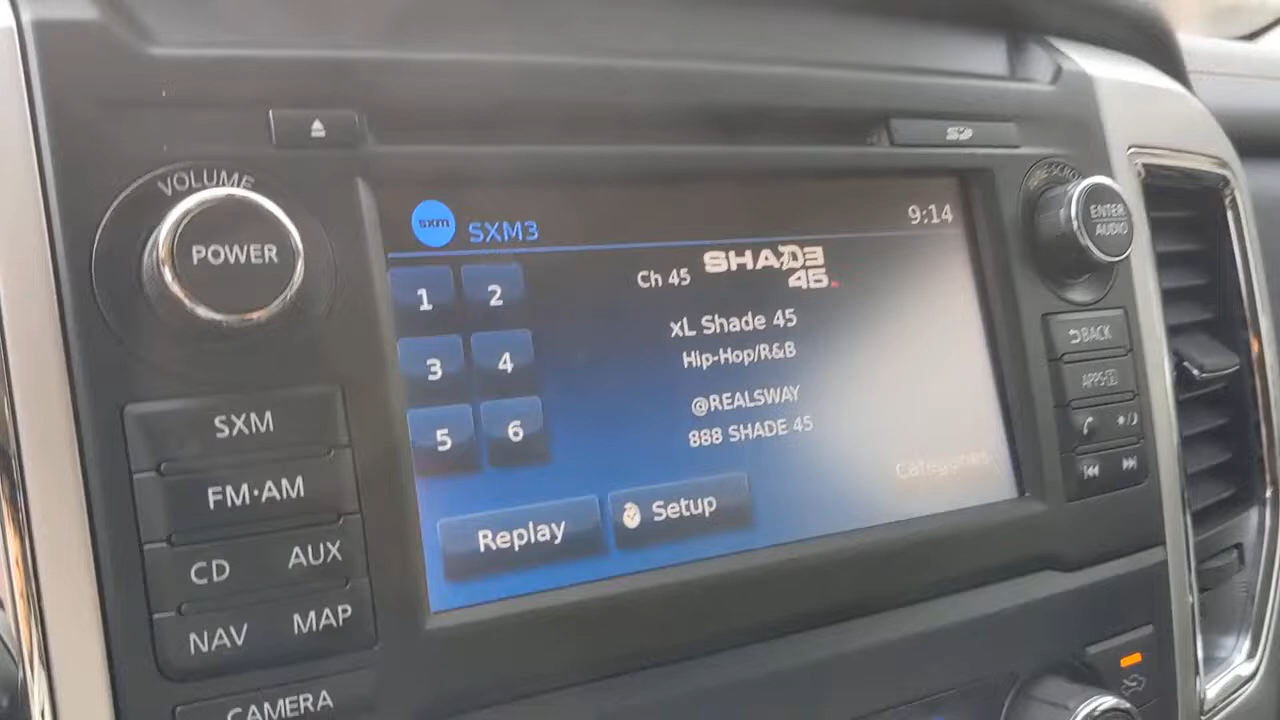 VOLUME
POWER
SXM
FM·AM
CD AUX
NAV MAP
CAMERA
sxm SXM3 9:14
1 2
3 4
5 6
Ch 45 SHADE 45
xL Shade 45
Hip-Hop/R&B
@REALSWAY
888 SHADE 45
Categories
Replay Setup
SD
ENTER
AUDIO
BACK
APPS